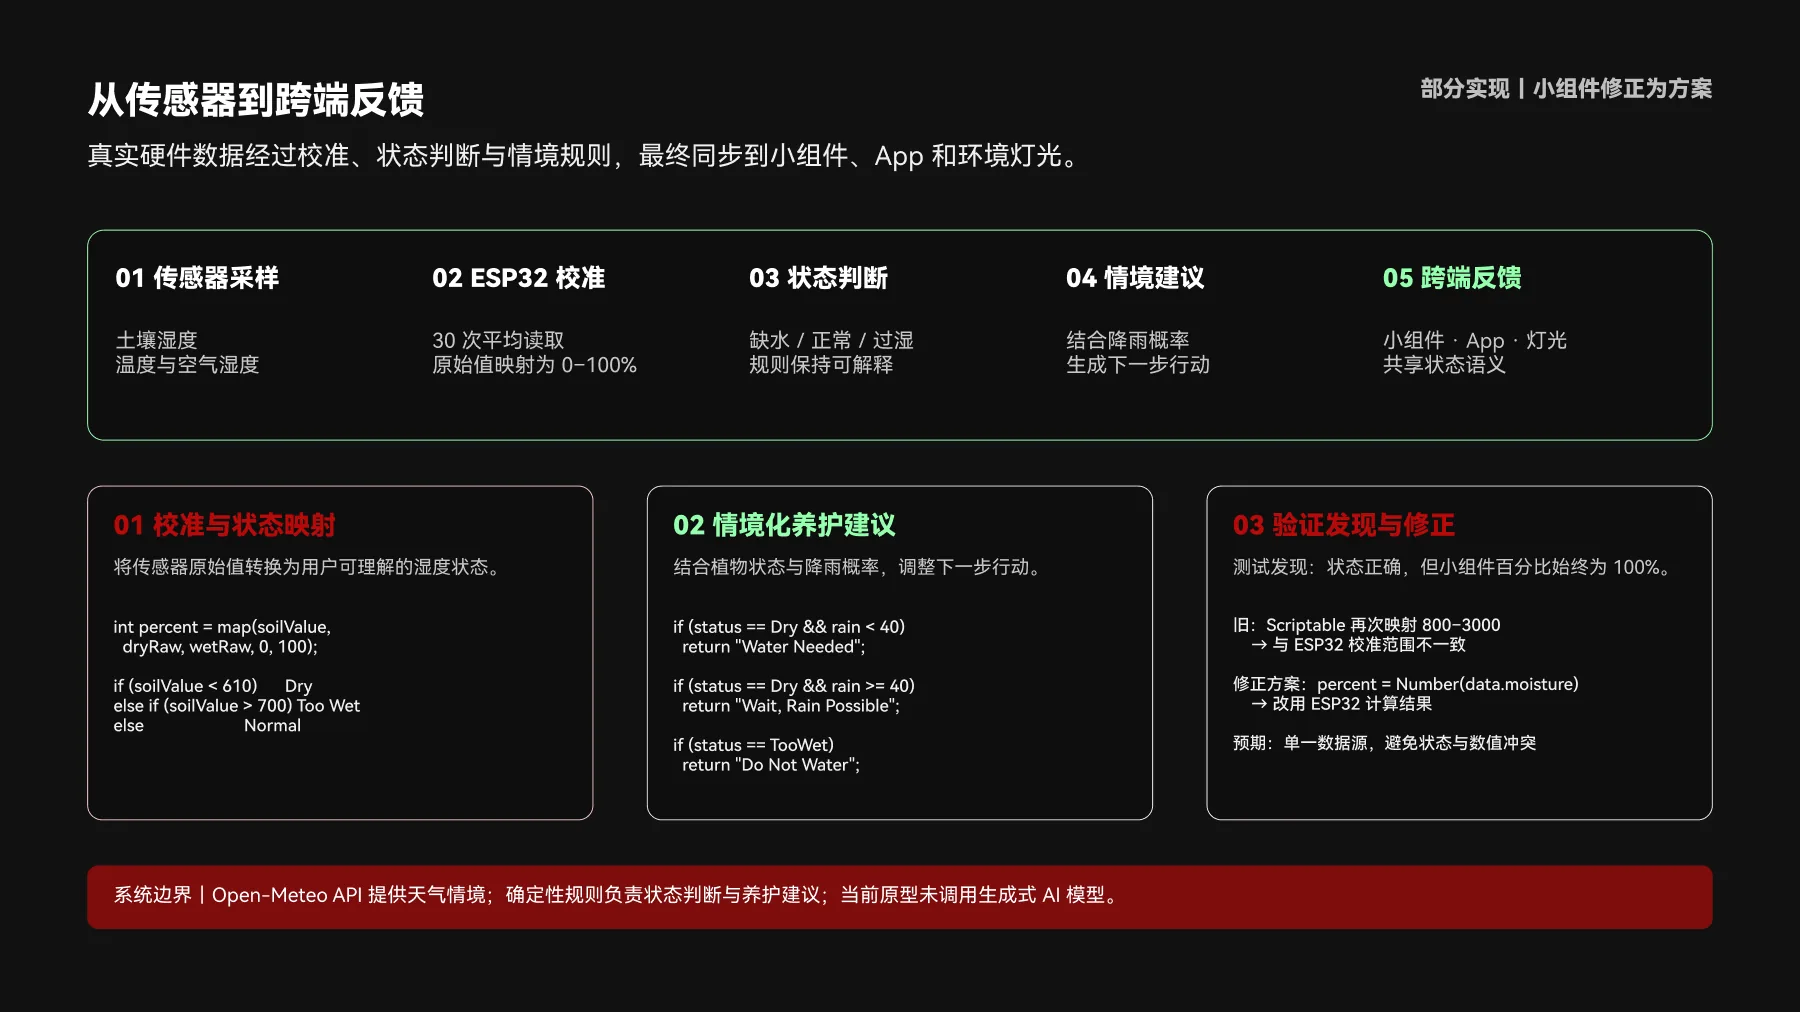 从传感器到跨端反馈
部分实现丨小组件修正为方案
真实硬件数据经过校准、状态判断与情境规则，最终同步到小组件、App 和环境灯光。
01 传感器采样
土壤湿度
温度与空气湿度
02 ESP32 校准
30 次平均读取
原始值映射为 0–100%
03 状态判断
缺水 / 正常 / 过湿
规则保持可解释
04 情境建议
结合降雨概率
生成下一步行动
05 跨端反馈
小组件 · App · 灯光
共享状态语义
01 校准与状态映射
将传感器原始值转换为用户可理解的湿度状态。
int percent = map(soilValue,
dryRaw, wetRaw, 0, 100);
if (soilValue < 610) Dry
else if (soilValue > 700) Too Wet
else Normal
02 情境化养护建议
结合植物状态与降雨概率，调整下一步行动。
if (status == Dry && rain < 40)
return "Water Needed";
if (status == Dry && rain >= 40)
return "Wait, Rain Possible";
if (status == TooWet)
return "Do Not Water";
03 验证发现与修正
测试发现：状态正确，但小组件百分比始终为 100%。
旧：Scriptable 再次映射 800–3000
→ 与 ESP32 校准范围不一致
修正方案：percent = Number(data.moisture)
→ 改用 ESP32 计算结果
预期：单一数据源，避免状态与数值冲突
系统边界丨Open-Meteo API 提供天气情境；确定性规则负责状态判断与养护建议；当前原型未调用生成式 AI 模型。